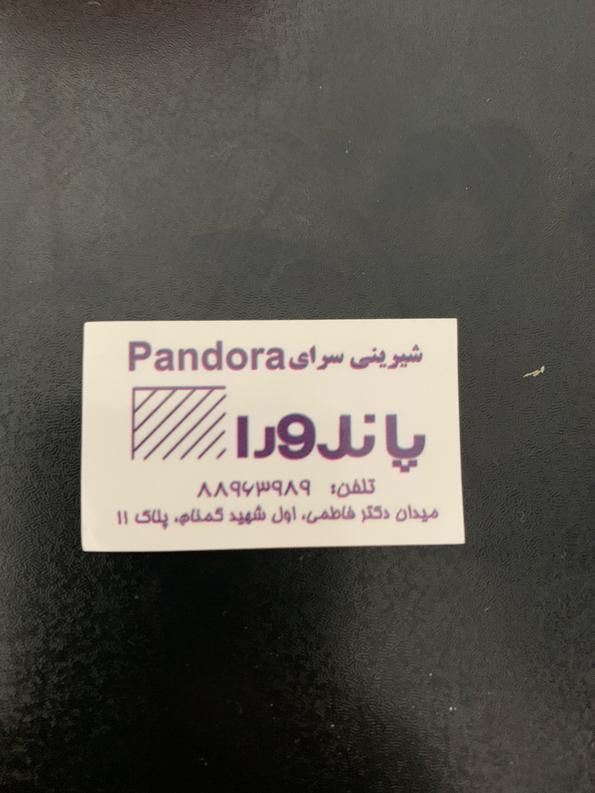 شیرینی سرای Pandora
پاندورا
تلفن: ۸۸۹۶۳۹۸۹
میدان دکتر فاطمی، اول شهید گمنام، پلاک ۱۱